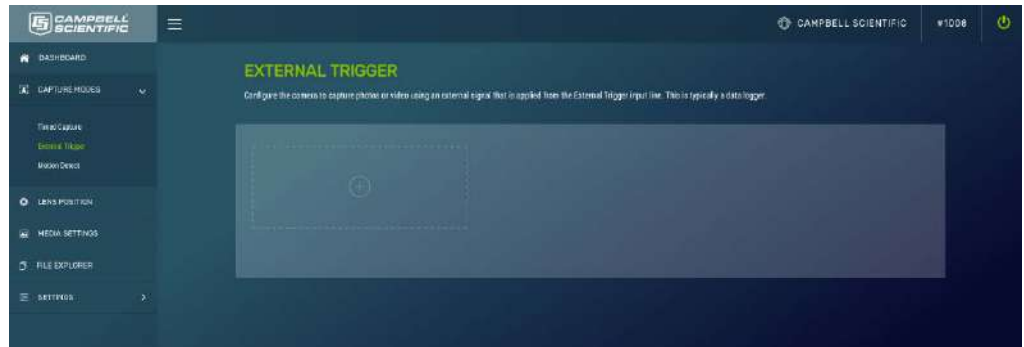 CAMPBELL
SCIENTIFIC
CAMPBELL SCIENTIFIC
#1008
DASHBOARD
CAPTURE MODES
Timed Capture
External Trigger
Motion Detect
LENS POSITION
MEDIA SETTINGS
FILE EXPLORER
SETTINGS
EXTERNAL TRIGGER
Configure the camera to capture photos or video using an external signal that is applied from the External Trigger input line. This is typically a data logger.